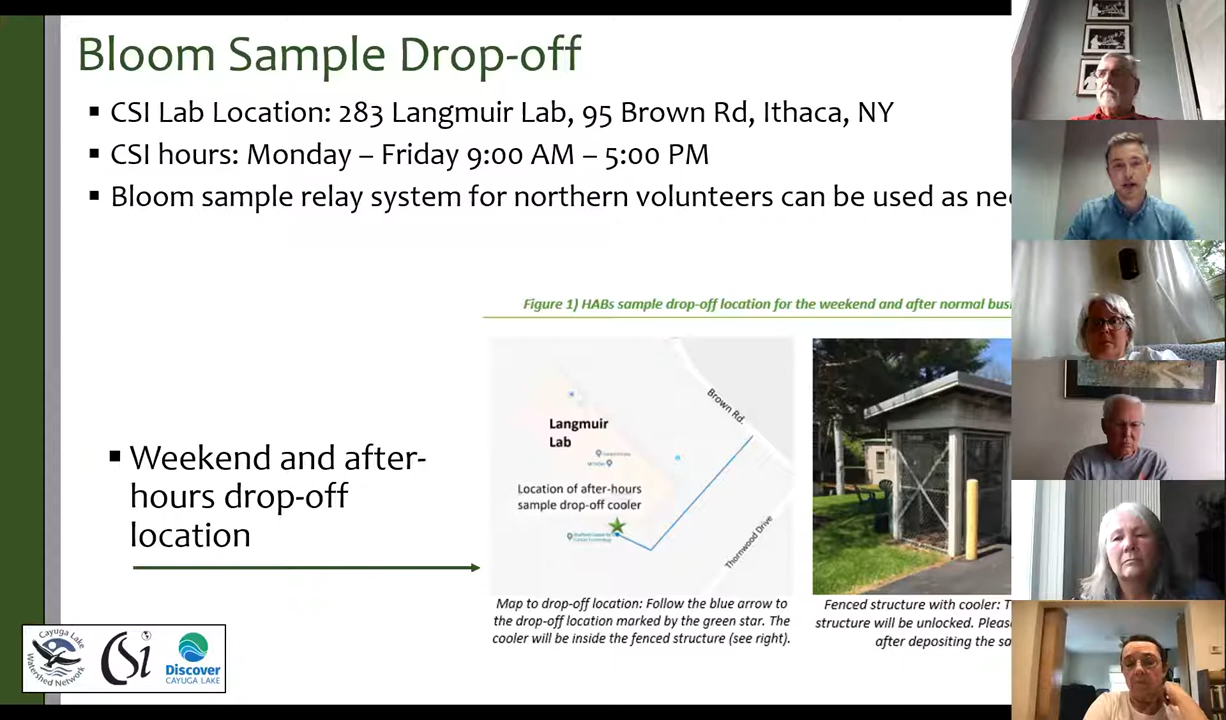 Bloom Sample Drop-off
▪ CSI Lab Location: 283 Langmuir Lab, 95 Brown Rd, Ithaca, NY
▪ CSI hours: Monday – Friday 9:00 AM – 5:00 PM
▪ Bloom sample relay system for northern volunteers can be used as
Figure 1) HABs sample drop-off location for the weekend and after normal
▪ Weekend and after-
hours drop-off
location
Brown Rd.
Langmuir
Lab
Location of after-hours
sample drop-off cooler
Thornwood Drive
Map to drop-off location: Follow the blue arrow to
the drop-off location marked by the green star. The
cooler will be inside the fenced structure (see right).
Fenced structure with cooler:
structure will be unlocked.
after depositing the
Cayuga Lake
Watershed Network
CSi
Discover
CAYUGA LAKE